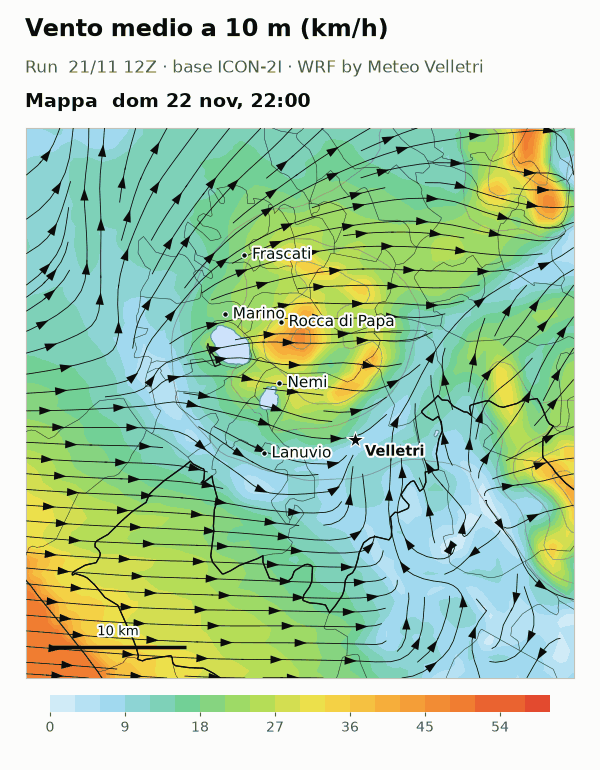 Vento medio a 10 m (km/h)
Run  21/11 12Z · base ICON-2I · WRF by Meteo Velletri
Mappa  dom 22 nov, 22:00
Frascati
Marino
Rocca di Papa
Nemi
Lanuvio
Velletri
10 km
0 9 18 27 36 45 54